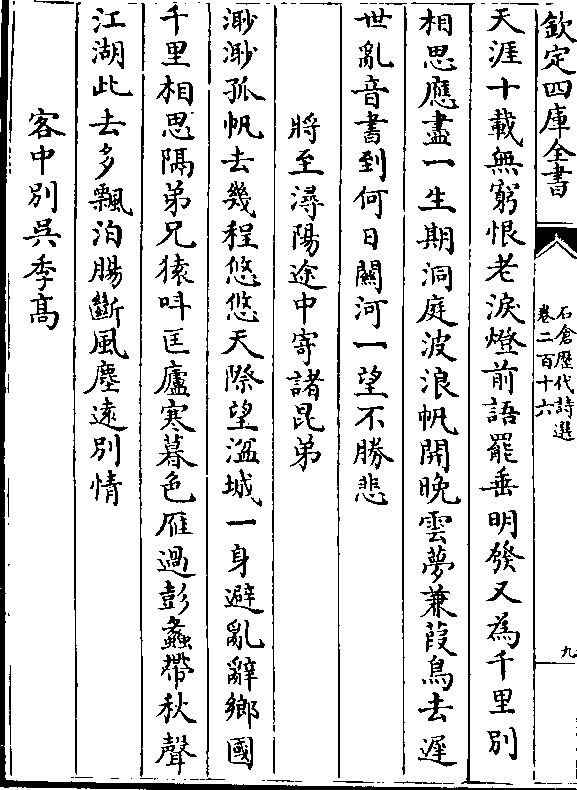 欽定四庫全書
石倉歴代詩選
卷二百十六
九
天涯十載無窮恨老淚燈前語罷垂明發又為千里別
相思應盡一生期洞庭波浪帆開晚雲夢蒹葭鳥去遲
世亂音書到何日關河一望不勝悲
將至潯陽途中寄諸昆弟
渺渺孤帆去幾程悠悠天際望湓城一身避亂辭鄉國
千里相思隔弟兄猿呌匡廬寒暮色雁過彭蠡帶秋聲
江湖此去多飄泊腸斷風塵遠別情
客中別吳季高